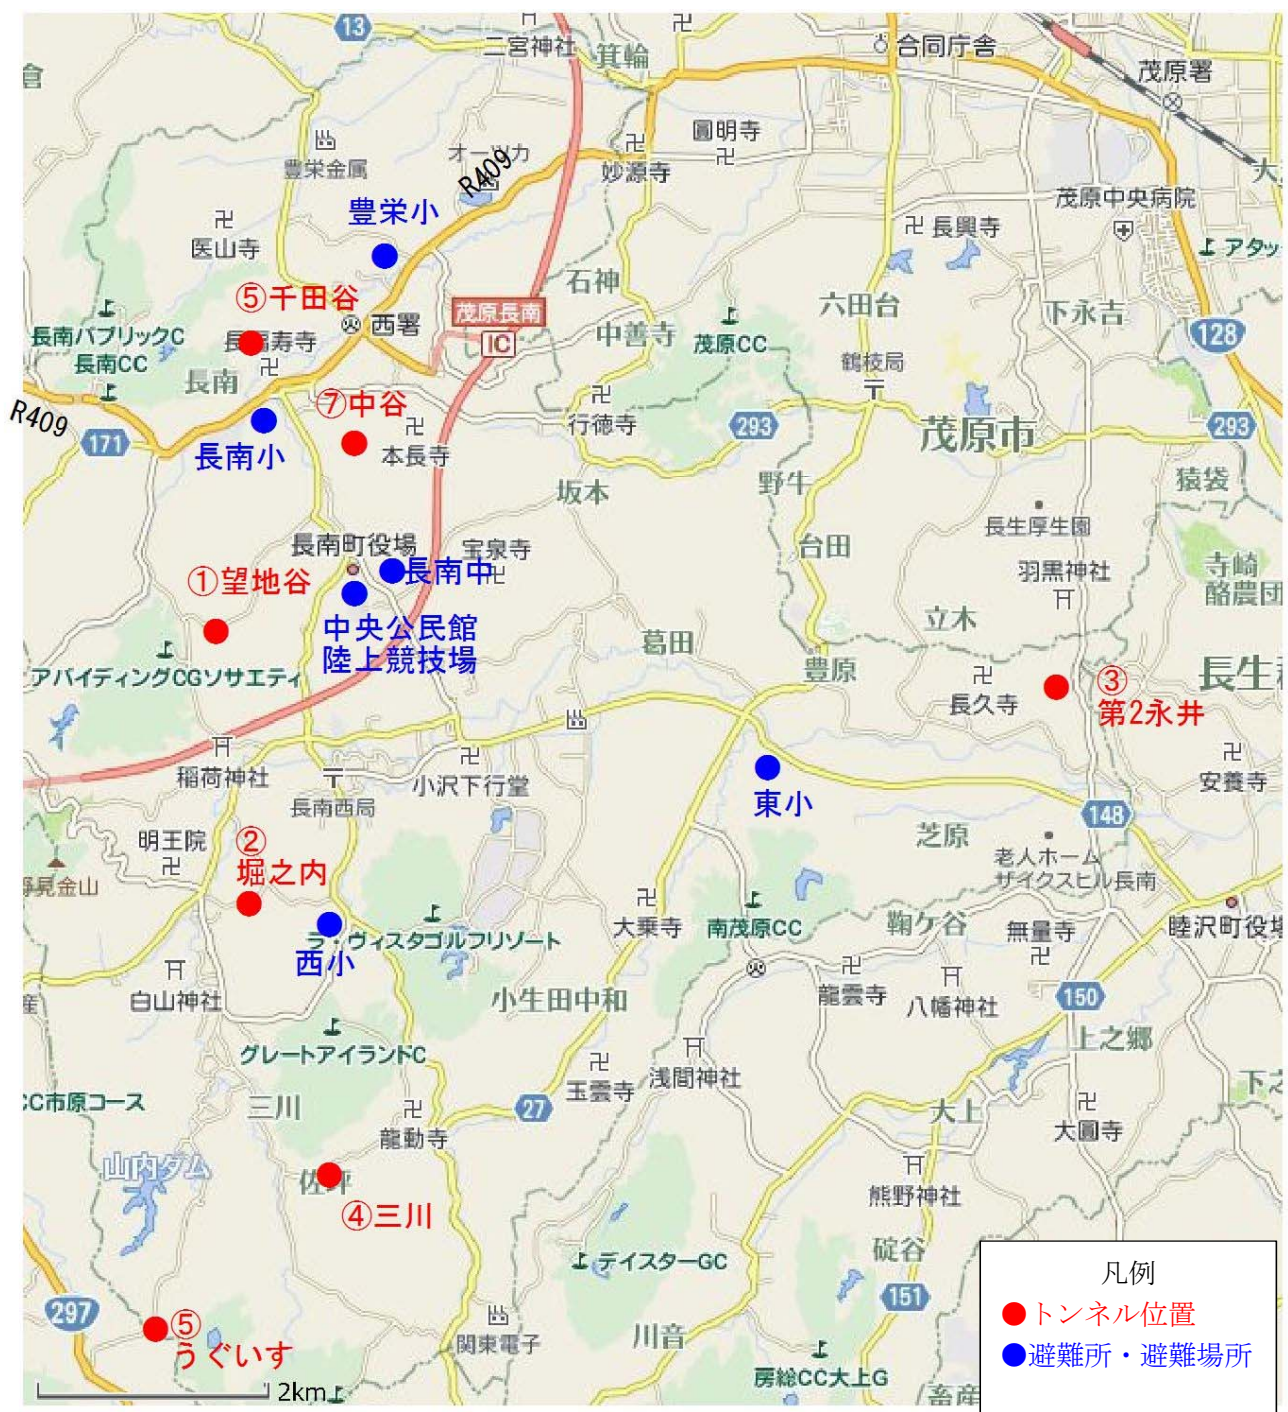 13
二宮神社
箕輪
合同庁舎
茂原署
倉
豊栄金属
オーツカ
R409
圓明寺
妙源寺
茂原中央病院
豊栄小
医山寺
長興寺
アタッ
石神
六田台
下永吉
⑤千田谷
茂原長南
IC
西署
中善寺
茂原CC
128
長南パブリックC
長南CC
長福寿寺
長南
鶴枝局
R409
171
⑦中谷
行徳寺
293
茂原市
293
長南小
本長寺
坂本
野牛
猿袋
長生厚生園
長南町役場
宝泉寺
台田
寺崎
酪農団
①望地谷
長南中
羽黒神社
中央公民館
陸上競技場
葛田
立木
アバイディングCGソサエティ
豊原
長久寺
③
第2永井
長生
稲荷神社
小沢下行堂
安養寺
長南西局
東小
148
明王院
②
堀之内
芝原
老人ホーム
ザイクスヒル長南
野見金山
大乗寺
南茂原CC
鞠ケ谷
無量寺
睦沢町役場
ラ・ヴィスタゴルフリゾート
西小
産
白山神社
小生田中和
龍雲寺
八幡神社
150
上之郷
グレートアイランドC
浅間神社
玉雲寺
CC市原コース
三川
27
龍動寺
大上
大圓寺
下之
山内ダム
佐坪
④三川
熊野神社
碇谷
デイスターGC
297
⑤
うぐいす
関東電子
川音
151
房総CC大上G
畜産
2km
凡例
●トンネル位置
●避難所・避難場所